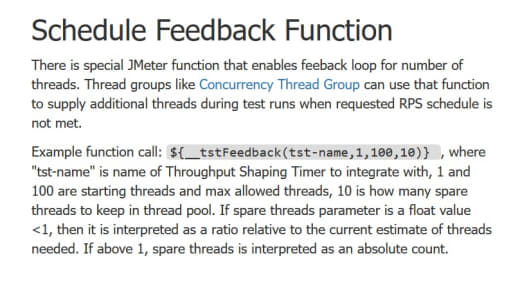 Schedule Feedback Function
There is special JMeter function that enables feeback loop for number of
threads. Thread groups like Concurrency Thread Group can use that function
to supply additional threads during test runs when requested RPS schedule is
not met.
Example function call: ${__tstFeedback(tst-name,1,100,10)} , where
"tst-name" is name of Throughput Shaping Timer to integrate with, 1 and
100 are starting threads and max allowed threads, 10 is how many spare
threads to keep in thread pool. If spare threads parameter is a float value
<1, then it is interpreted as a ratio relative to the current estimate of threads
needed. If above 1, spare threads is interpreted as an absolute count.